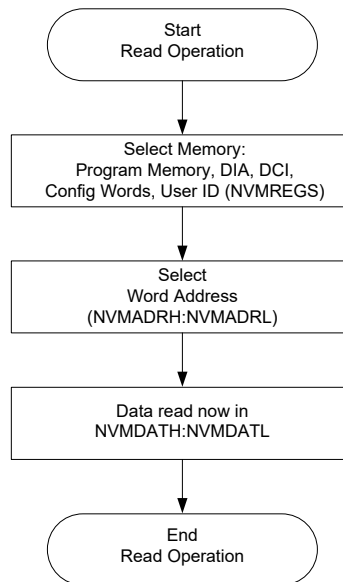 Start
Read Operation
Select Memory:
Program Memory, DIA, DCI,
Config Words, User ID (NVMREGS)
Select
Word Address
(NVMADRH:NVMADRL)
Data read now in
NVMDATH:NVMDATL
End
Read Operation